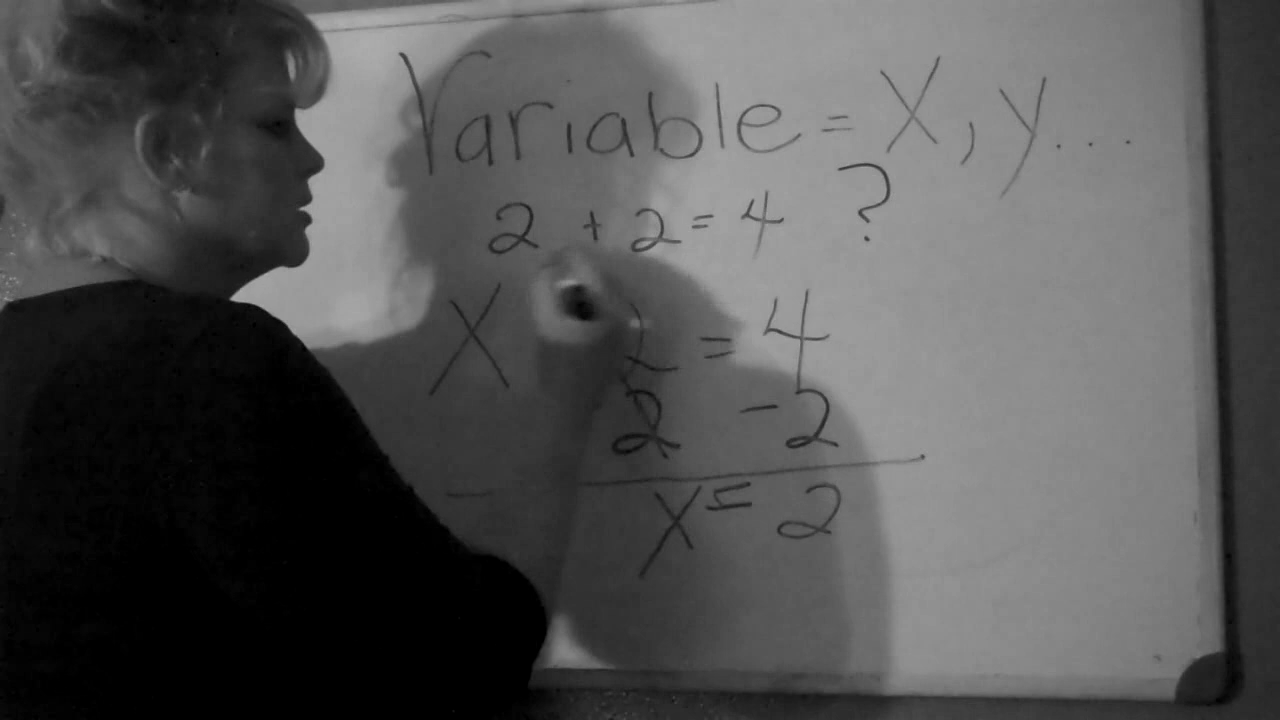 Variable = X, y...
2 + 2 = 4 ?
X 2 = 4
2 -2
X = 2